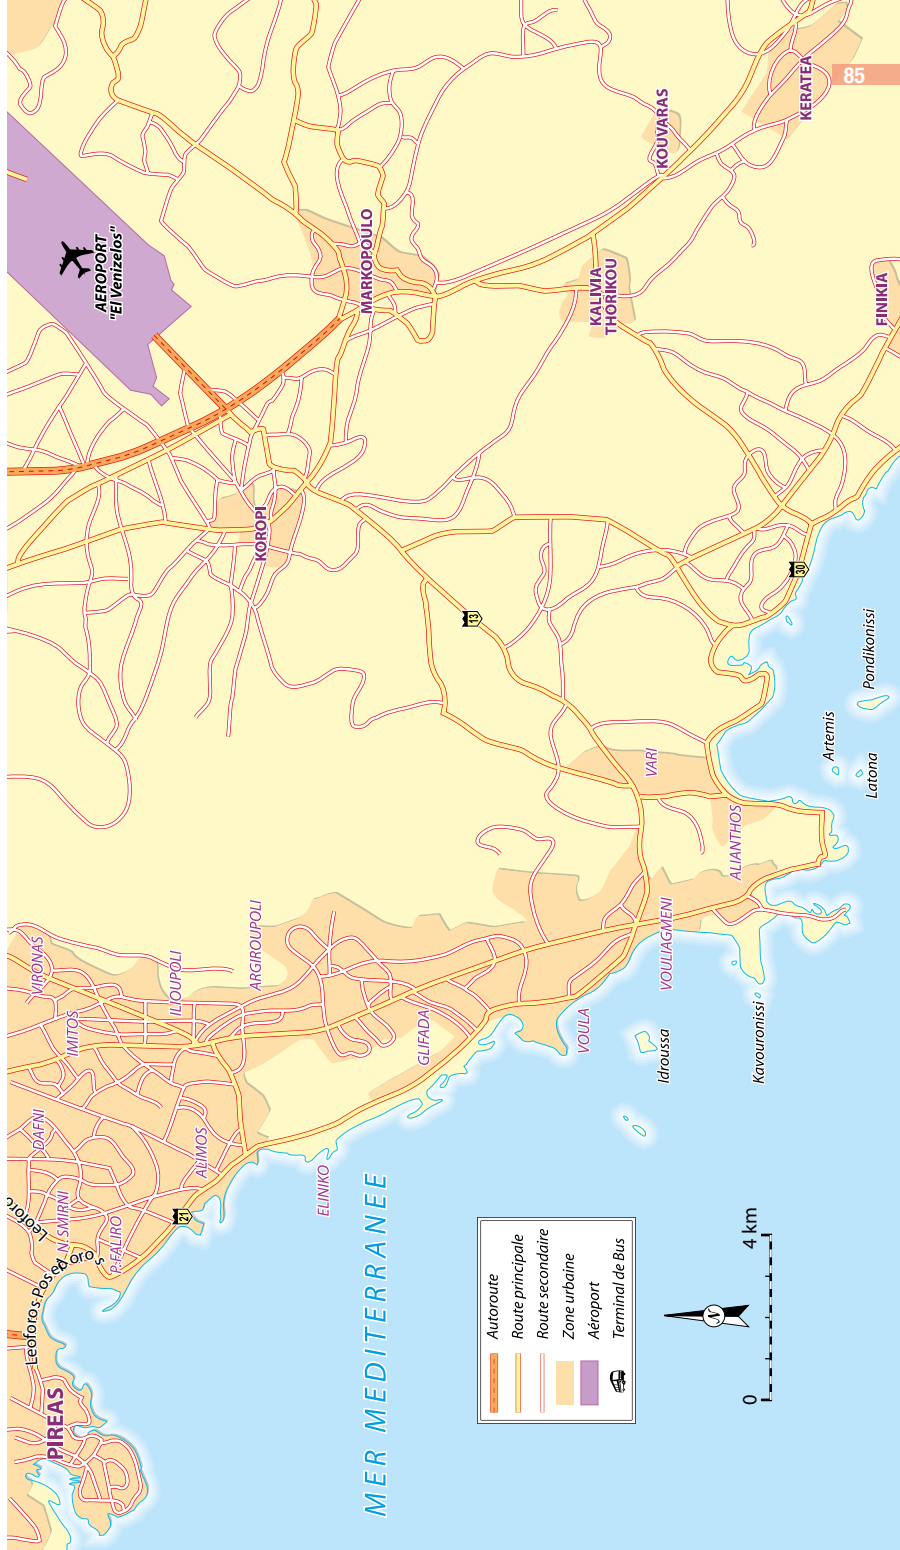 85
KERATEA
KOUVARAS
AEROPORT
"El Venizelos"
MARKOPOULO
KALIVIA
THORIKOU
FINIKIA
KOROPI
30
13
Pondikonissi
Artemis
Latona
VARI
ALIANTHOS
VIRONAS
ILIOUPOLI
ARGIROUPOLI
VOULIAGMENI
IMITOS
GLIFADA
VOULA
Idroussa
Kavouronissi
DAFNI
ALIMOS
ELINIKO
N. SMIRNI
P. FALIRO
21
Leoforo
Leoforos Posedoros
PIREAS
MER MEDITERRANEE
Autoroute
Route principale
Route secondaire
Zone urbaine
Aéroport
Terminal de Bus
N
0
4 km